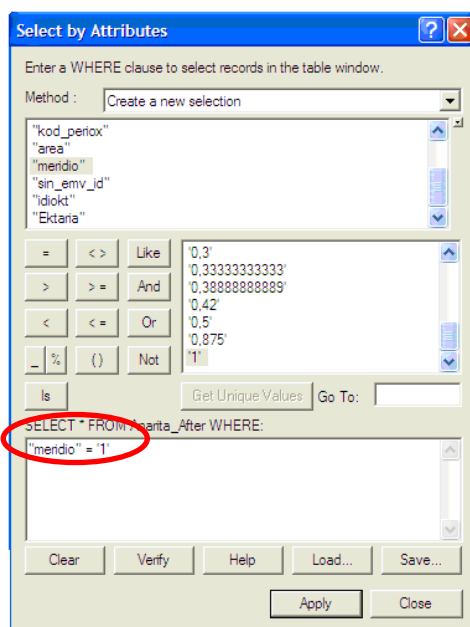 Select by Attributes
Enter a WHERE clause to select records in the table window.
Method : Create a new selection
"kod_periox"
"area"
"meridio"
"sin_emv_id"
"idiokt"
"Ektaria"
= < > Like
> > = And
< < = Or
_ % ( ) Not
Is
'0,3'
'0,33333333333'
'0,38888888889'
'0,42'
'0,5'
'0,875'
'1'
Get Unique Values Go To:
SELECT * FROM Anarita_After WHERE:
"meridio" = '1'
Clear Verify Help Load... Save...
Apply Close